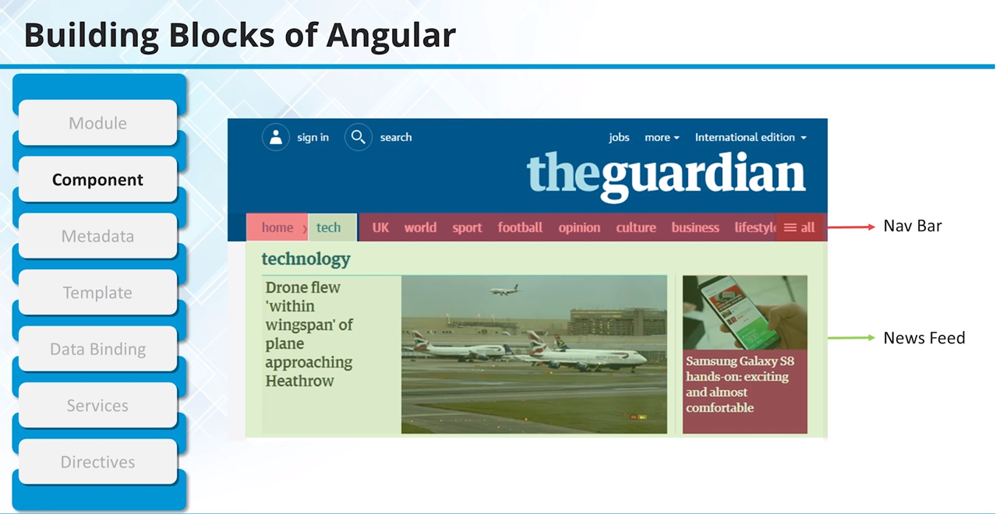 Building Blocks of Angular
Module
Component
Metadata
Template
Data Binding
Services
Directives
sign in search jobs more International edition
theguardian
home tech UK world sport football opinion culture business lifestyle all
Nav Bar
technology
Drone flew
'within
wingspan' of
plane
approaching
Heathrow
News Feed
Samsung Galaxy S8
hands-on: exciting
and almost
comfortable